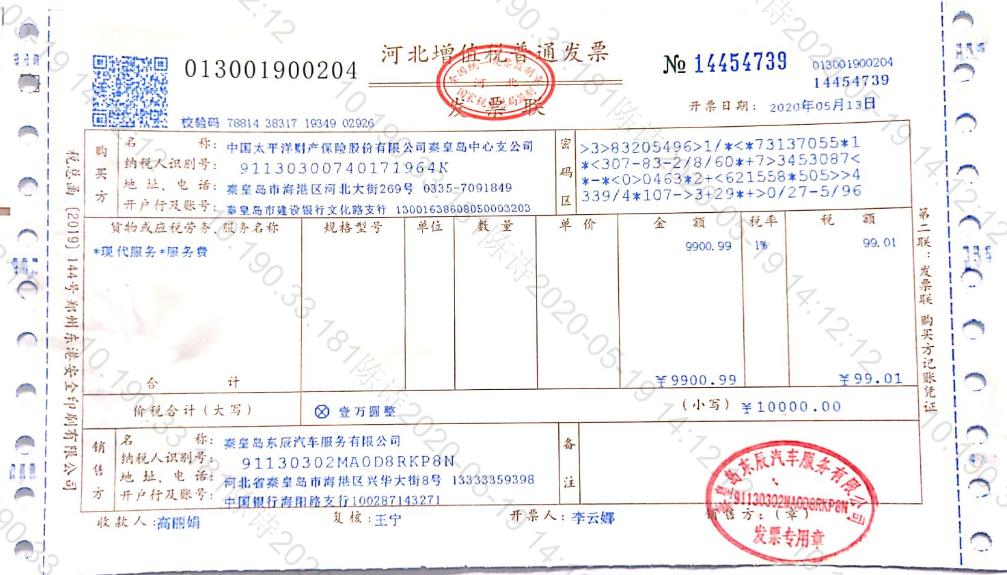 河北增值税普通发票
发票联
全国统一发票监制章
河北
国家税务总局监制
013001900204
№ 14454739
013001900204
14454739
校验码 78814 38317 19349 02926
开票日期： 2020年05月13日
购买方
名 称：中国太平洋财产保险股份有限公司秦皇岛中心支公司
纳税人识别号：911303007401719​64K
地 址、电 话：秦皇岛市海港区河北大街269号 0335-7091849
开户行及账号：秦皇岛市建设银行文化路支行 13001638608050003203
密码区
>3>83205496>1/*<*73137055*1
*<307-83-2/8/60*+7>3453087<
*-*<0>0463*2+<621558*505>>4
339/4*107->3+29*+>0/27-5/96
货物或应税劳务、服务名称 规格型号 单位 数 量 单 价 金 额 税率 税 额
*现代服务*服务费 9900.99 1% 99.01
合 计 ￥9900.99 ￥99.01
价税合计（大写） ⊗ 壹万圆整 （小写）￥10000.00
销售方
名 称：秦皇岛东辰汽车服务有限公司
纳税人识别号：91130302MA0D8RKP8N
地 址、电 话：河北省秦皇岛市海港区兴华大街8号 13333359398
开户行及账号：中国银行海阳路支行100287143271
备注
收款人：高丽娟 复核：王宁 开票人：李云娜 销售方：（章）
秦皇岛东辰汽车服务有限公司
91130302MA0D8RKP8N
发票专用章
税总函〔2019〕144号 郑州东港安全印刷有限公司
第二联：发票联 购买方记账凭证
10.190.33.181陈诗2020-05-19 14:12:12